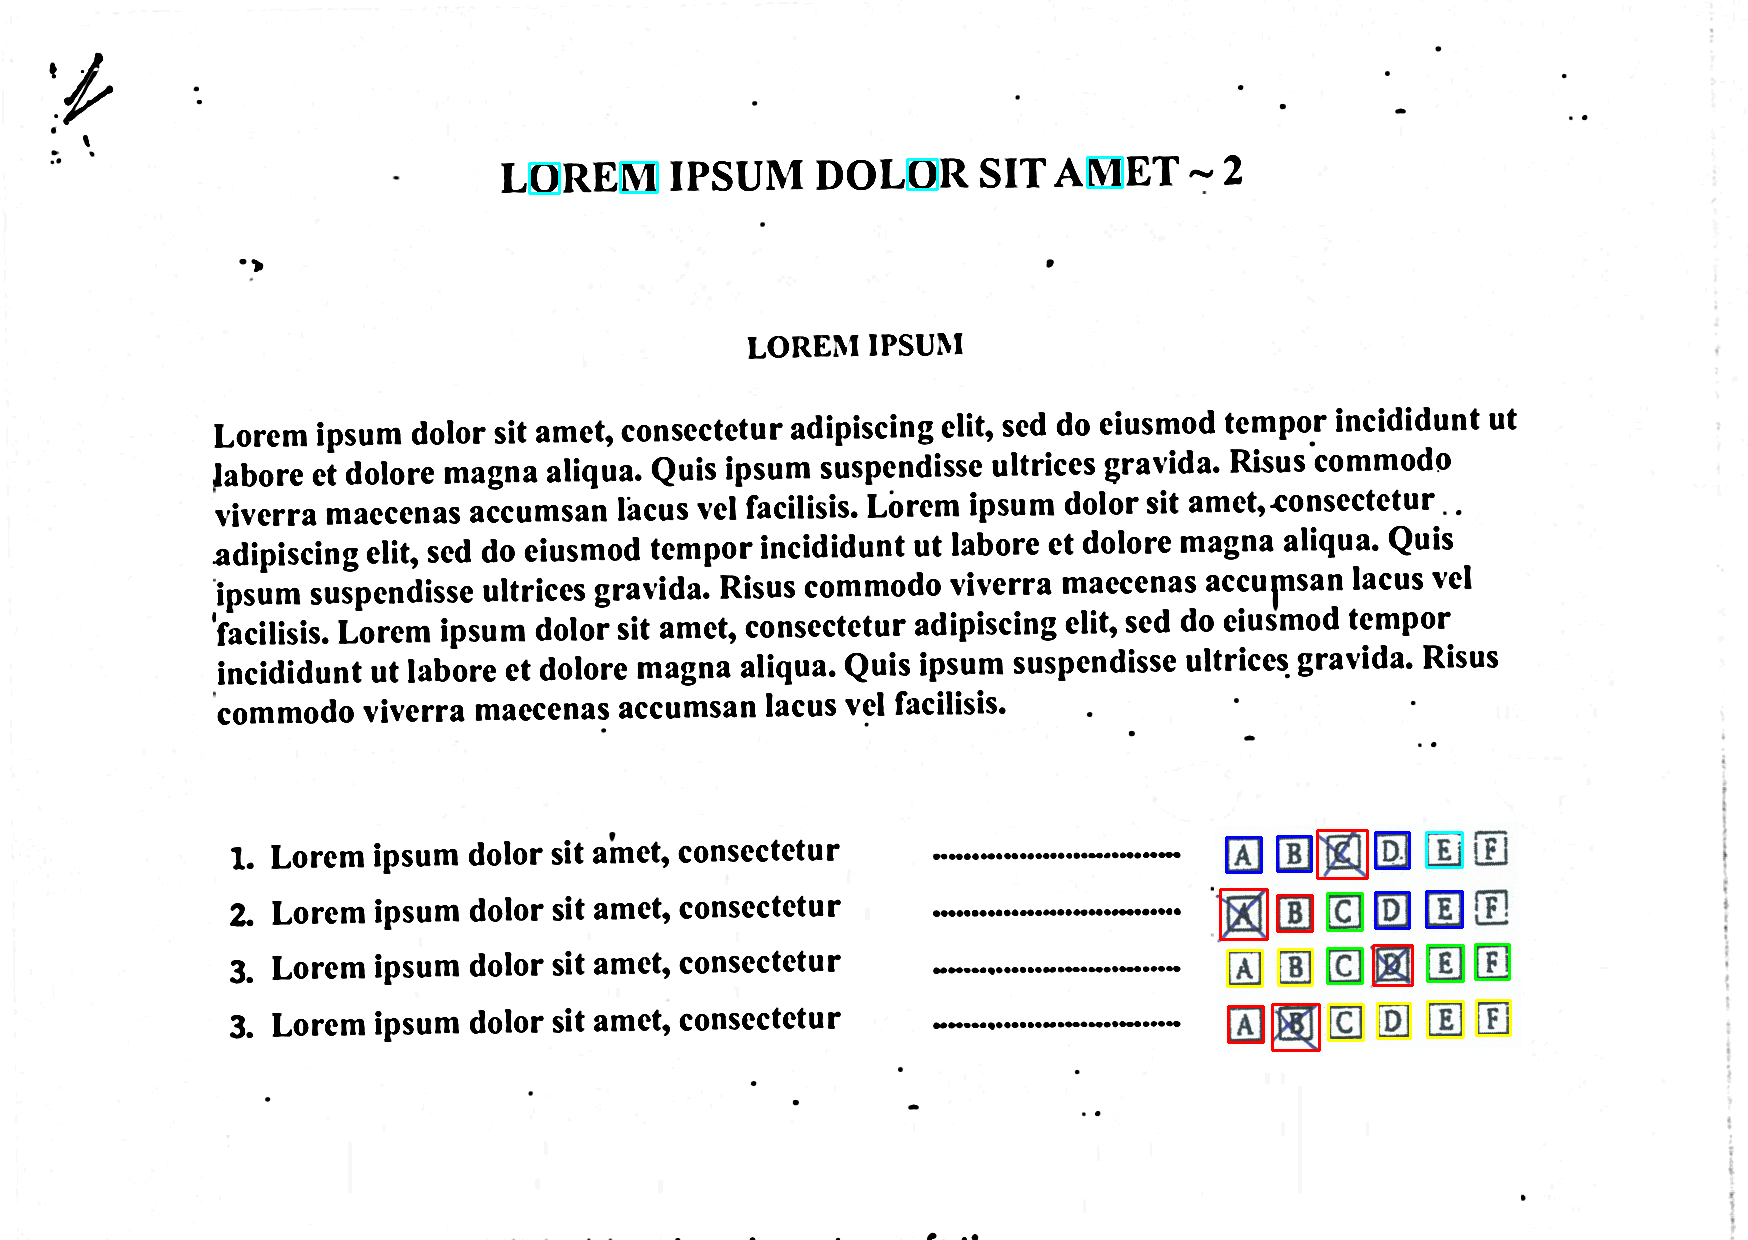 LOREM IPSUM DOLOR SIT AMET ~ 2
LOREM IPSUM
Lorem ipsum dolor sit amet, consectetur adipiscing elit, sed do eiusmod tempor incididunt ut
labore et dolore magna aliqua. Quis ipsum suspendisse ultrices gravida. Risus commodo
viverra maecenas accumsan lacus vel facilisis. Lorem ipsum dolor sit amet, consectetur
adipiscing elit, sed do eiusmod tempor incididunt ut labore et dolore magna aliqua. Quis
ipsum suspendisse ultrices gravida. Risus commodo viverra maecenas accumsan lacus vel
facilisis. Lorem ipsum dolor sit amet, consectetur adipiscing elit, sed do eiusmod tempor
incididunt ut labore et dolore magna aliqua. Quis ipsum suspendisse ultrices gravida. Risus
commodo viverra maecenas accumsan lacus vel facilisis.
1. Lorem ipsum dolor sit amet, consectetur ........................ A B C D E F
2. Lorem ipsum dolor sit amet, consectetur ........................ A B C D E F
3. Lorem ipsum dolor sit amet, consectetur ........................ A B C D E F
3. Lorem ipsum dolor sit amet, consectetur ........................ A B C D E F